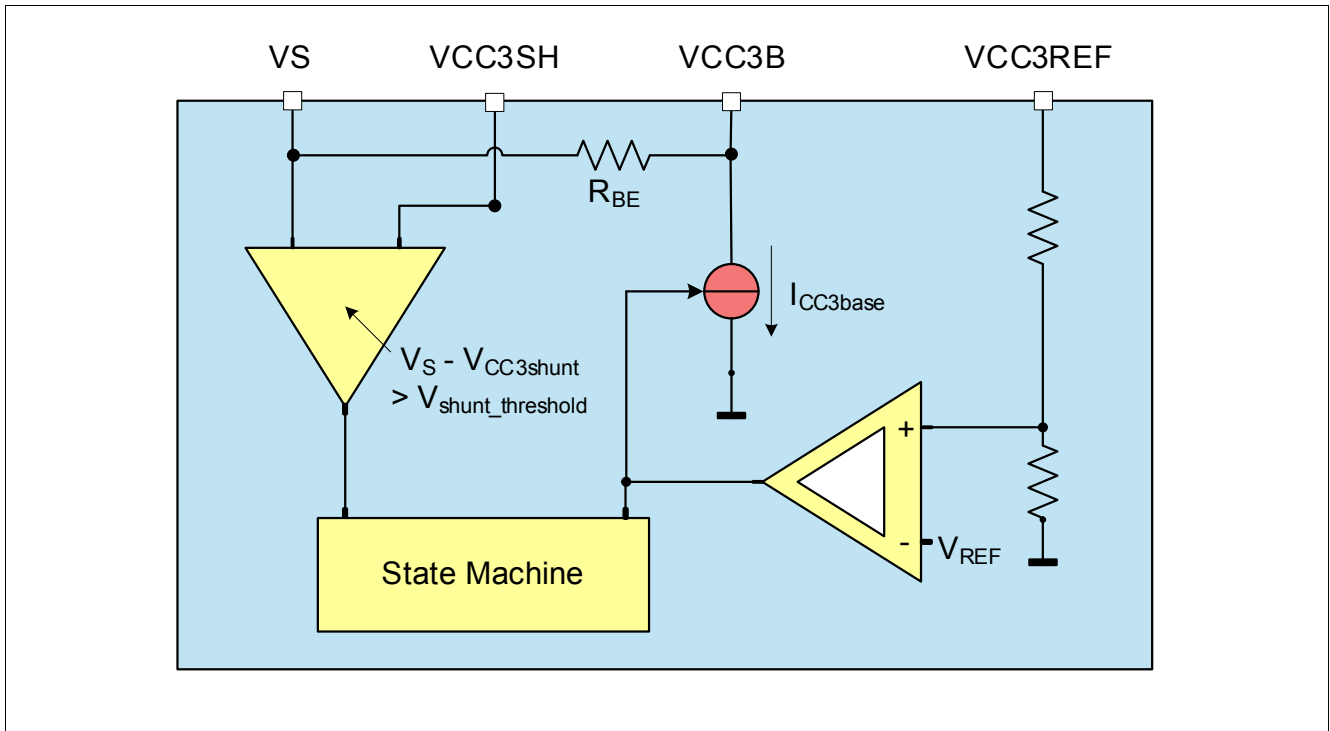 VS
VCC3SH
VCC3B
VCC3REF
RBE
ICC3base
VS - VCC3shunt
> Vshunt_threshold
+
-
VREF
State Machine